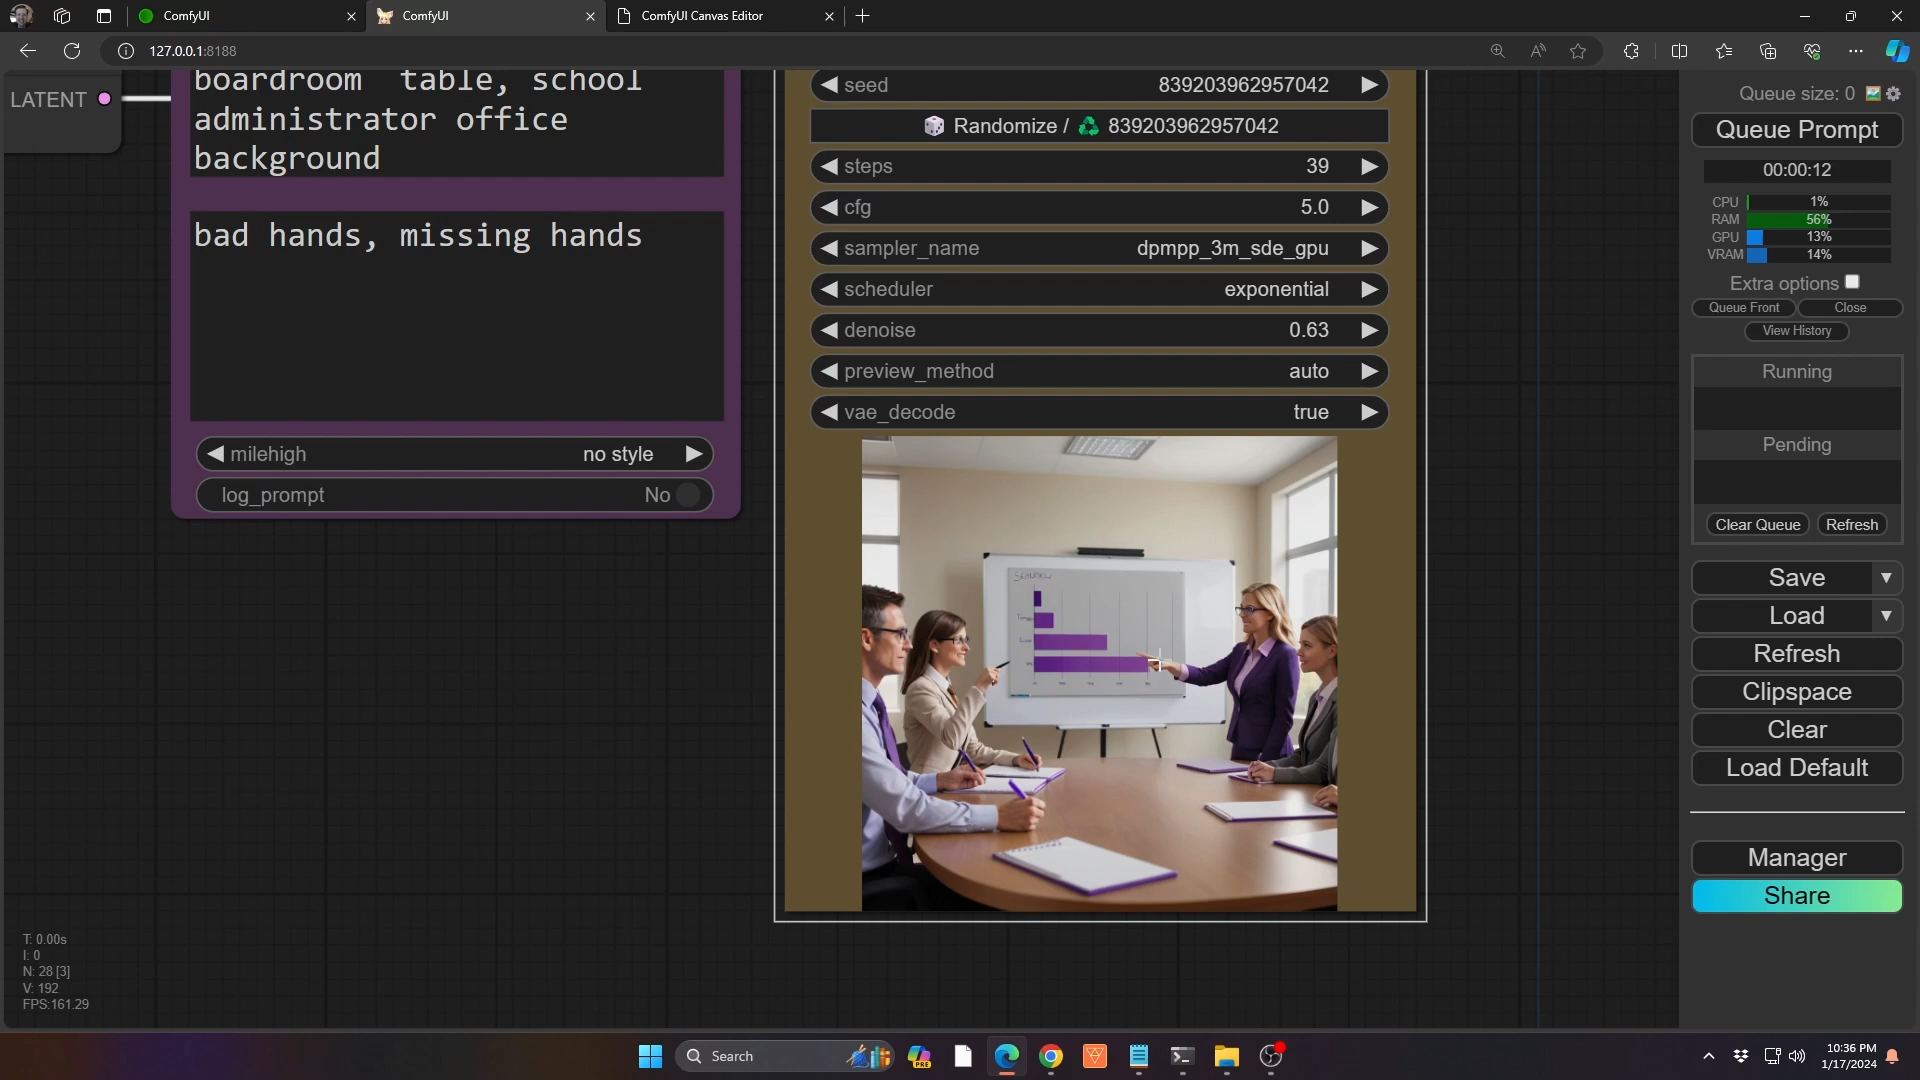 ComfyUI
ComfyUI
ComfyUI Canvas Editor
127.0.0.1:8188
LATENT
boardroom table, school
administrator office
background
bad hands, missing hands
milehigh no style
log_prompt No
seed 839203962957042
Randomize / 839203962957042
steps 39
cfg 5.0
sampler_name dpmpp_3m_sde_gpu
scheduler exponential
denoise 0.63
preview_method auto
vae_decode true
Queue size: 0
Queue Prompt
00:00:12
CPU 1%
RAM 56%
GPU 13%
VRAM 14%
Extra options
Queue Front Close
View History
Running
Pending
Clear Queue Refresh
Save
Load
Refresh
Clipspace
Clear
Load Default
Manager
Share
T: 0.00s
I: 0
N: 28 [3]
V: 192
FPS:161.29
Search
PRE
10:36 PM
1/17/2024